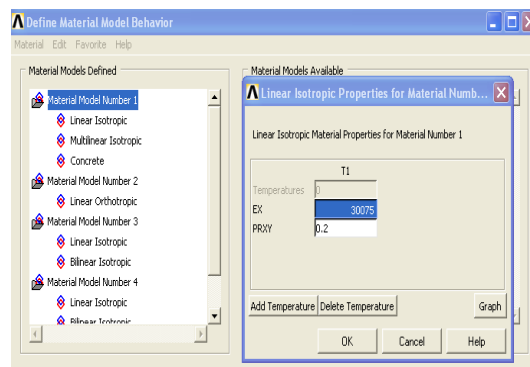 Define Material Model Behavior
Material Edit Favorite Help
Material Models Defined
Material Models Available
Material Model Number 1
Linear Isotropic
Multilinear Isotropic
Concrete
Material Model Number 2
Linear Orthotropic
Material Model Number 3
Linear Isotropic
Bilinear Isotropic
Material Model Number 4
Linear Isotropic
Bilinear Isotropic
Linear Isotropic Properties for Material Numb...
Linear Isotropic Material Properties for Material Number 1
T1
Temperatures 0
EX 30075
PRXY 0.2
Add Temperature Delete Temperature Graph
OK Cancel Help